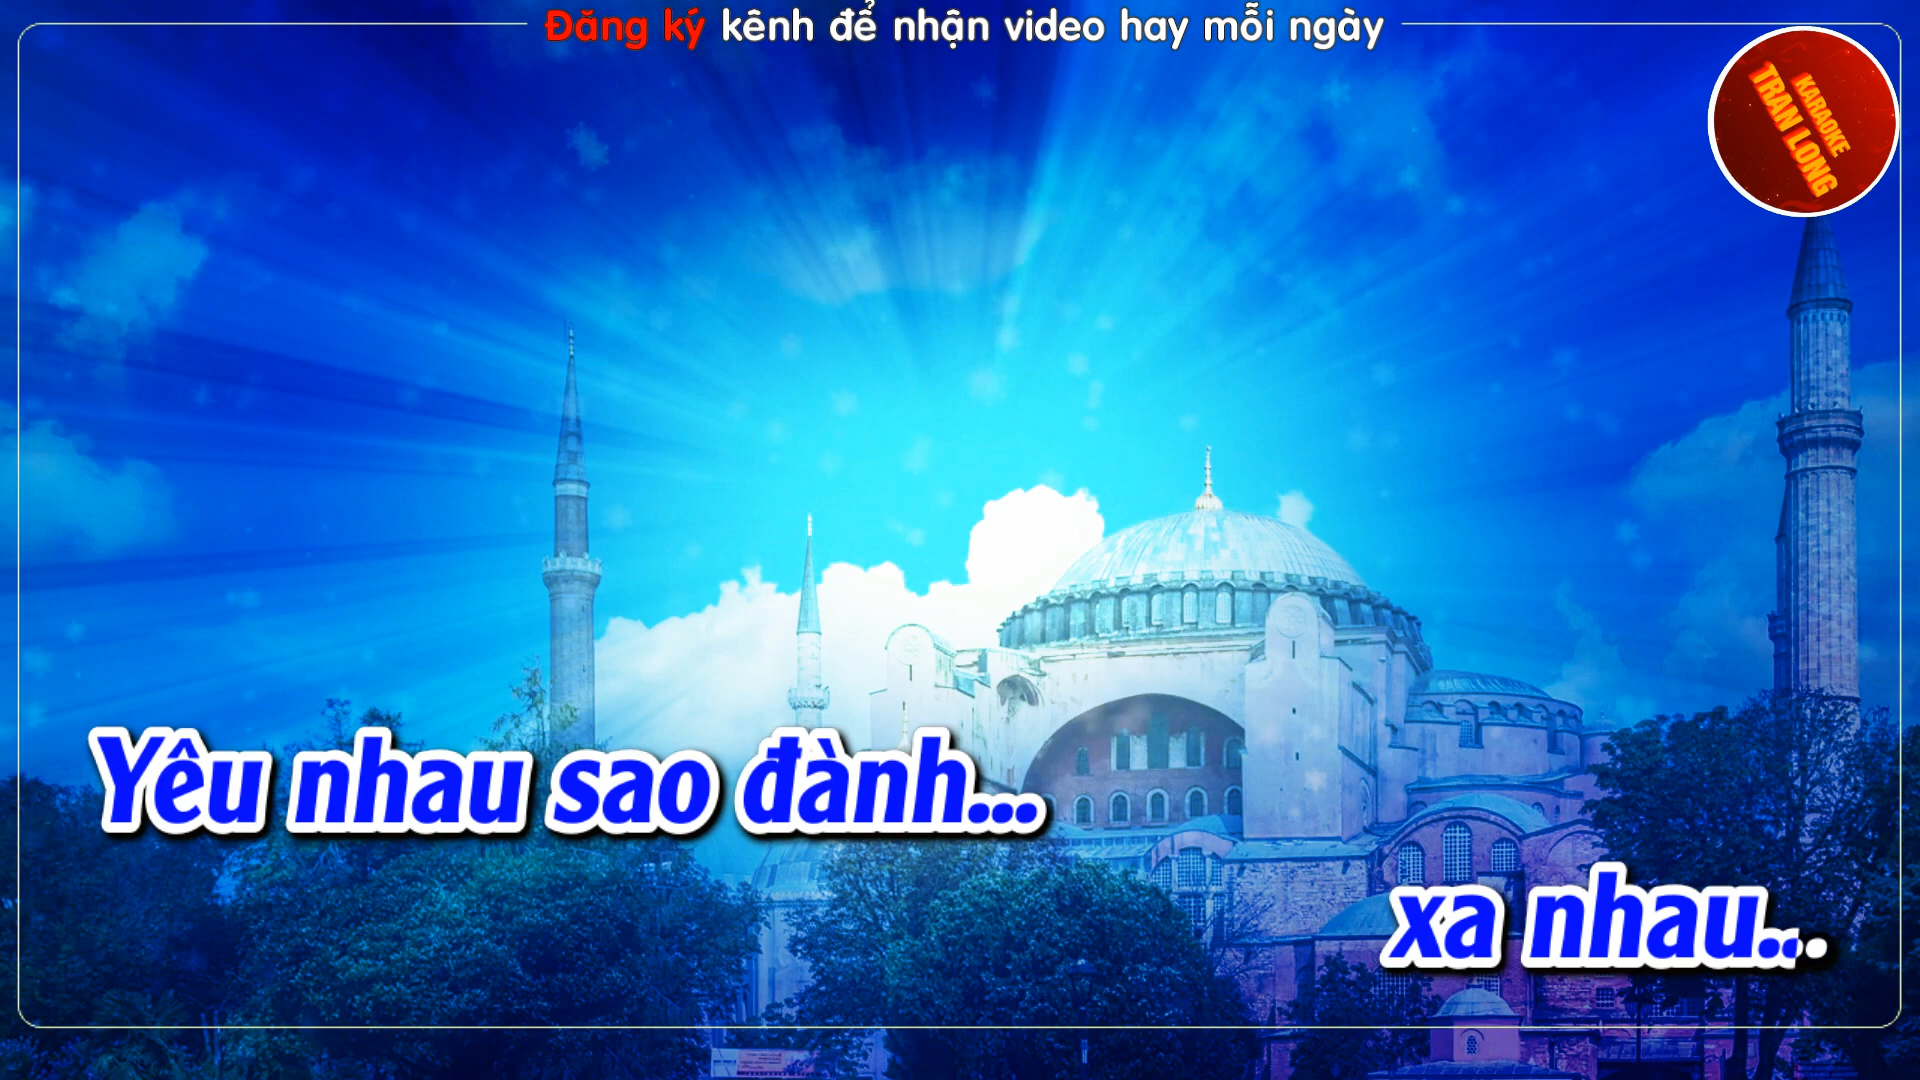 Đăng ký kênh để nhận video hay mỗi ngày
KARAOKE
TRAN LONG
Yêu nhau sao đành...
xa nhau...